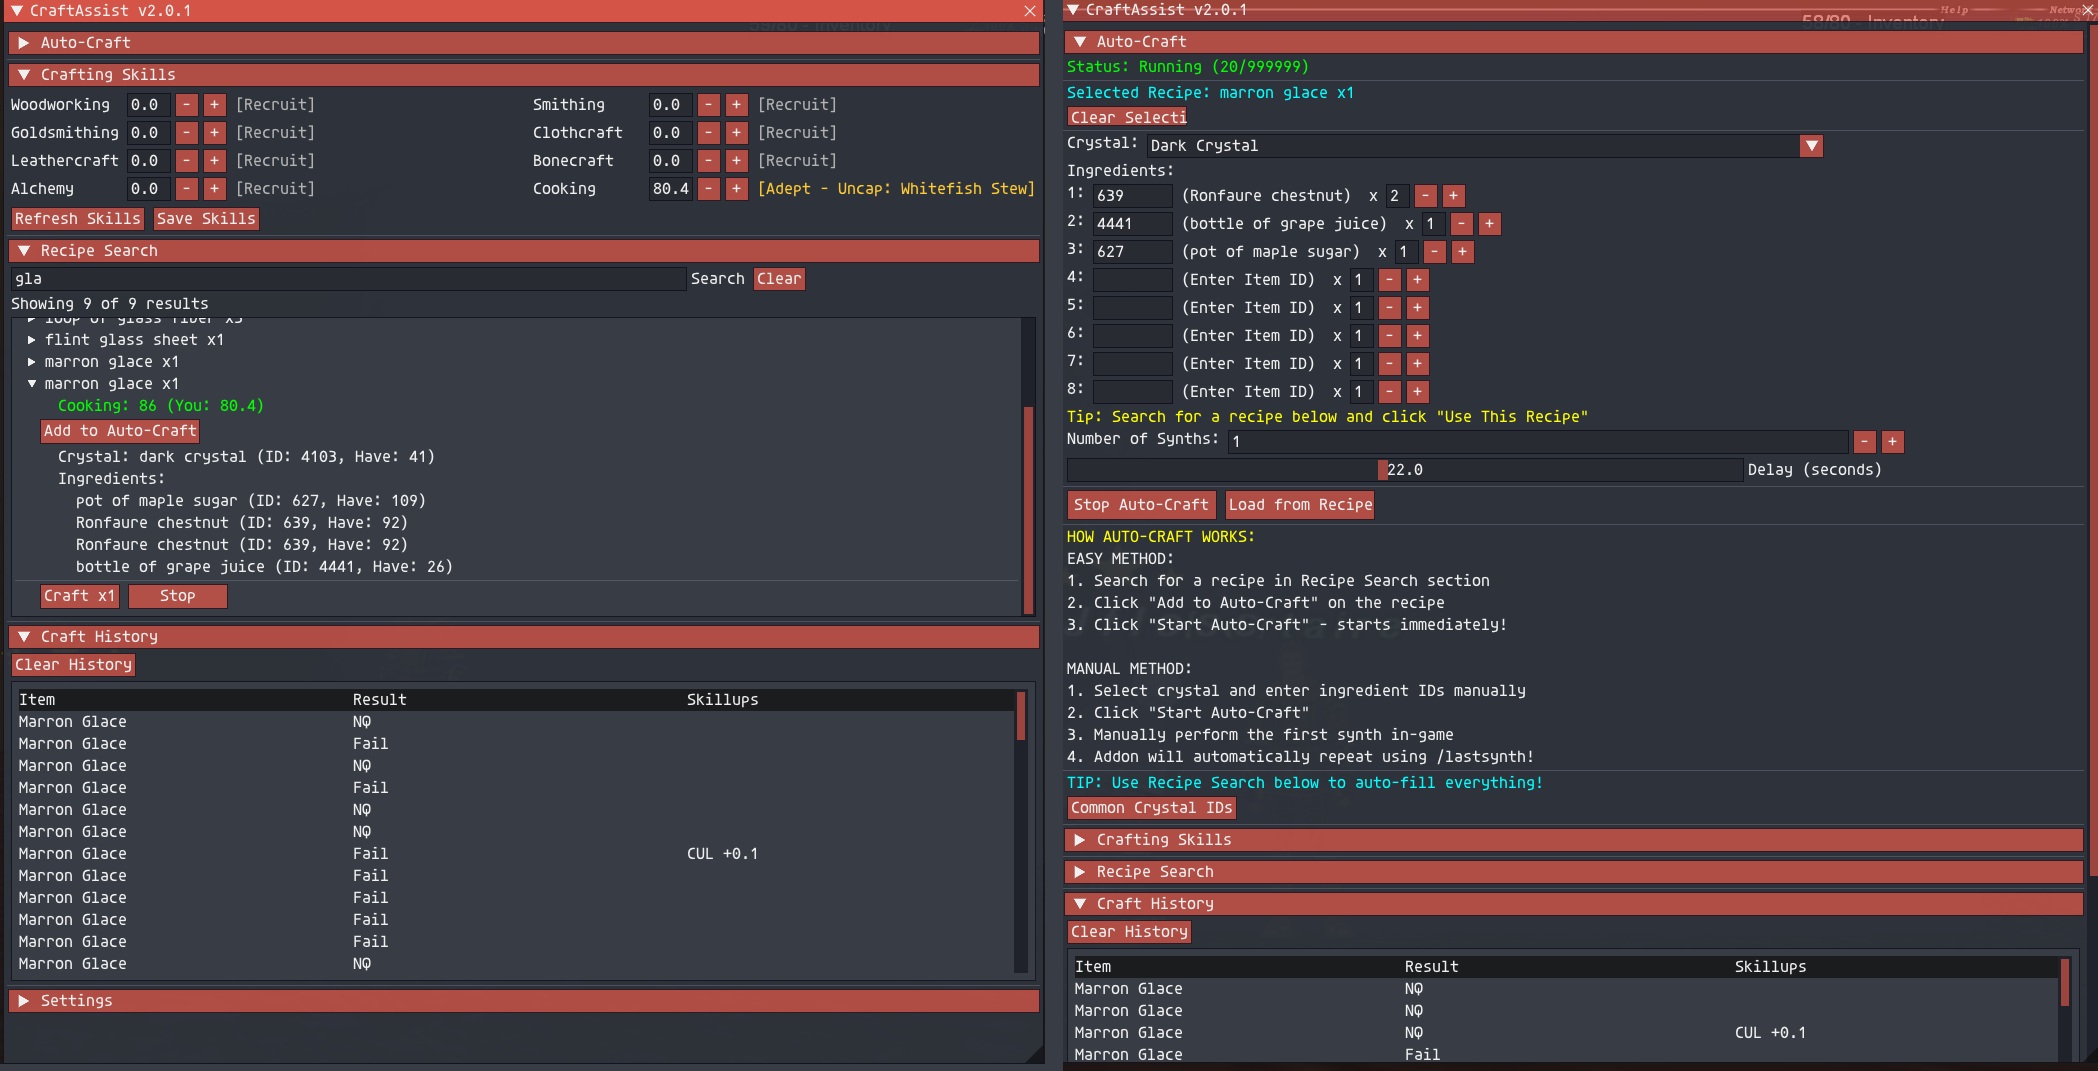 CraftAssist v2.0.1
Auto-Craft
Crafting Skills
Woodworking 0.0 - + [Recruit] Smithing 0.0 - + [Recruit]
Goldsmithing 0.0 - + [Recruit] Clothcraft 0.0 - + [Recruit]
Leathercraft 0.0 - + [Recruit] Bonecraft 0.0 - + [Recruit]
Alchemy 0.0 - + [Recruit] Cooking 80.4 - + [Adept - Uncap: Whitefish Stew]
Refresh Skills Save Skills
Recipe Search
gla Search Clear
Showing 9 of 9 results
loop of glass fiber x3
flint glass sheet x1
marron glace x1
marron glace x1
Cooking: 86 (You: 80.4)
Add to Auto-Craft
Crystal: dark crystal (ID: 4103, Have: 41)
Ingredients:
pot of maple sugar (ID: 627, Have: 109)
Ronfaure chestnut (ID: 639, Have: 92)
Ronfaure chestnut (ID: 639, Have: 92)
bottle of grape juice (ID: 4441, Have: 26)
Craft x1 Stop
Craft History
Clear History
Item Result Skillups
Marron Glace NQ
Marron Glace Fail
Marron Glace NQ
Marron Glace Fail
Marron Glace NQ
Marron Glace NQ
Marron Glace Fail CUL +0.1
Marron Glace Fail
Marron Glace Fail
Marron Glace Fail
Marron Glace Fail
Marron Glace NQ
Settings
CraftAssist v2.0.1
Help
Auto-Craft
Status: Running (20/999999)
Selected Recipe: marron glace x1
Clear Selecti
Crystal: Dark Crystal
Ingredients:
1: 639 (Ronfaure chestnut) x 2 - +
2: 4441 (bottle of grape juice) x 1 - +
3: 627 (pot of maple sugar) x 1 - +
4: (Enter Item ID) x 1 - +
5: (Enter Item ID) x 1 - +
6: (Enter Item ID) x 1 - +
7: (Enter Item ID) x 1 - +
8: (Enter Item ID) x 1 - +
Tip: Search for a recipe below and click "Use This Recipe"
Number of Synths: 1 - +
22.0 Delay (seconds)
Stop Auto-Craft Load from Recipe
HOW AUTO-CRAFT WORKS:
EASY METHOD:
1. Search for a recipe in Recipe Search section
2. Click "Add to Auto-Craft" on the recipe
3. Click "Start Auto-Craft" - starts immediately!
MANUAL METHOD:
1. Select crystal and enter ingredient IDs manually
2. Click "Start Auto-Craft"
3. Manually perform the first synth in-game
4. Addon will automatically repeat using /lastsynth!
TIP: Use Recipe Search below to auto-fill everything!
Common Crystal IDs
Crafting Skills
Recipe Search
Craft History
Clear History
Item Result Skillups
Marron Glace NQ
Marron Glace NQ
Marron Glace NQ CUL +0.1
Marron Glace Fail